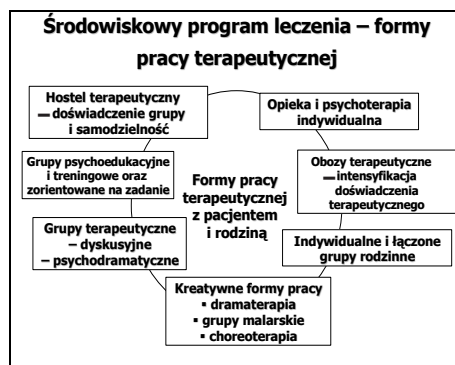 Środowiskowy program leczenia – formy
pracy terapeutycznej
Hostel terapeutyczny
— doświadczenie grupy
i samodzielność
Opieka i psychoterapia
indywidualna
Grupy psychoedukacyjne
i treningowe oraz
zorientowane na zadanie
Formy pracy
terapeutycznej
z pacjentem
i rodziną
Obozy terapeutyczne
— intensyfikacja
doświadczenia
terapeutycznego
Grupy terapeutyczne
– dyskusyjne
– psychodramatyczne
Indywidualne i łączone
grupy rodzinne
Kreatywne formy pracy
▪ dramaterapia
▪ grupy malarskie
▪ choreoterapia